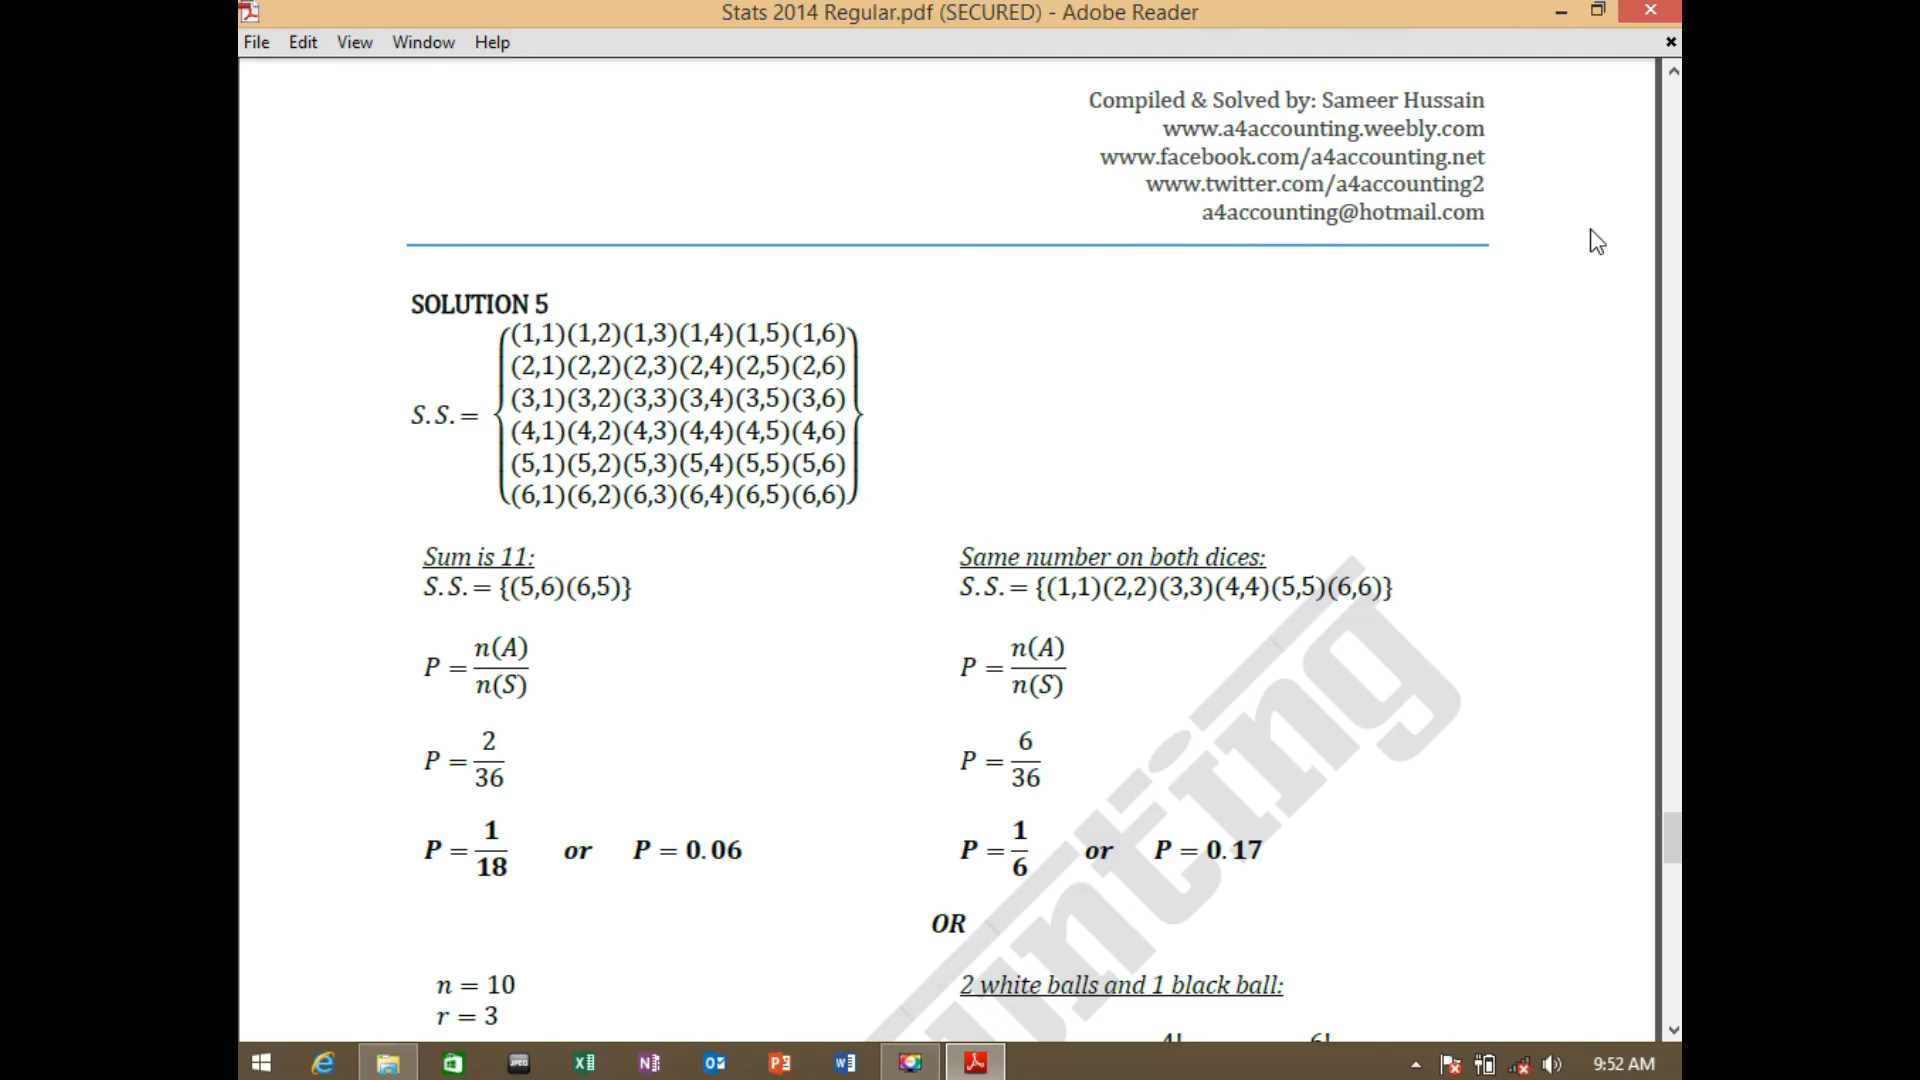 Stats 2014 Regular.pdf (SECURED) - Adobe Reader
File Edit View Window Help
Compiled & Solved by: Sameer Hussain
www.a4accounting.weebly.com
www.facebook.com/a4accounting.net
www.twitter.com/a4accounting2
a4accounting@hotmail.com
SOLUTION 5
(1,1)(1,2)(1,3)(1,4)(1,5)(1,6)
(2,1)(2,2)(2,3)(2,4)(2,5)(2,6)
(3,1)(3,2)(3,3)(3,4)(3,5)(3,6)
S.S. =
(4,1)(4,2)(4,3)(4,4)(4,5)(4,6)
(5,1)(5,2)(5,3)(5,4)(5,5)(5,6)
(6,1)(6,2)(6,3)(6,4)(6,5)(6,6)
Sum is 11:
S.S. = {(5,6)(6,5)}
P = n(A)/n(S)
P = 2/36
P = 1/18 or P = 0.06
Same number on both dices:
S.S. = {(1,1)(2,2)(3,3)(4,4)(5,5)(6,6)}
P = n(A)/n(S)
P = 6/36
P = 1/6 or P = 0.17
OR
n = 10
r = 3
2 white balls and 1 black ball:
unting
9:52 AM